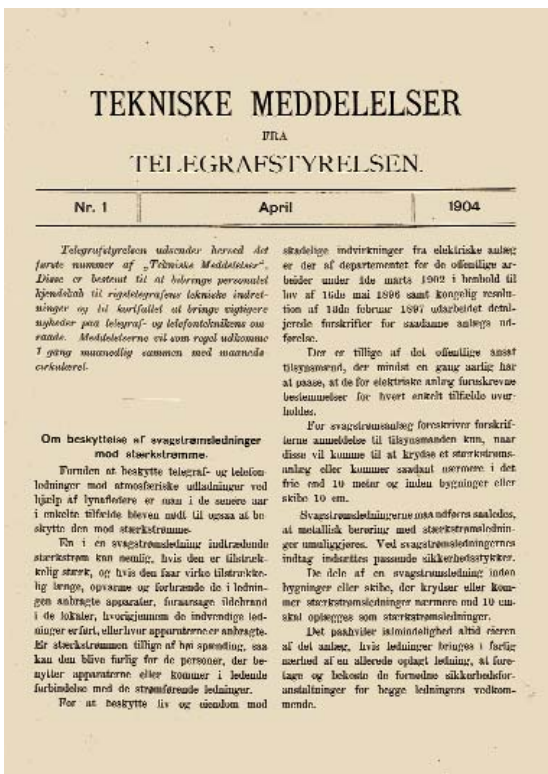 TEKNISKE MEDDELELSER
FRA
TELEGRAFSTYRELSEN.
Nr. 1
April
1904
Telegrafstyrelsen udsender herved det
første nummer af „Tekniske Meddelelser".
Disse er bestemt til at bibringe personalet
kjendskab til rigstelegrafens tekniske indret-
ninger og til kortfattet at bringe vigtigere
nyheder paa telegraf- og telefonteknikens om-
raade. Meddelelserne vil som regel udkomme
1 gang maanedlig sammen med maaneds-
cirkulæret.
Om beskyttelse af svagstrømsledninger
mod stærkstrømme.
Foruden at beskytte telegraf- og telefon-
ledninger mod atmosfæriske udladninger ved
hjælp af lynafledere er man i de senere aar
i enkelte tilfælde bleven nødt til ogsaa at be-
skytte den mod stærkstrømme.
En i en svagstrømsledning indtrædende
stærkstrøm kan nemlig, hvis den er tilstræk-
kelig stærk, og hvis den faar virke tilstrække-
lig længe, opvarme og forbrænde de i lednin-
gen anbragte apparater, foraarsage ildebrand
i de lokaler, hvorigjennem de indvendige led-
ninger er ført, eller hvor apparaterne er anbragte.
Er stærkstrømmen tillige af høi spænding, saa
kan den blive farlig for de personer, der be-
nytter apparaterne eller kommer i ledende
forbindelse med de strømførende ledninger.
For at beskytte liv og eiendom mod
skadelige indvirkninger fra elektriske anlæg
er der af departementet for de offentlige ar-
beider under 1de marts 1902 i henhold til
lov af 16de mai 1896 samt kongelig resolu-
tion af 13de februar 1897 udarbeidet detal-
jerede forskrifter for saadanne anlægs ud-
førelse.
Der er tillige af det offentlige ansat
tilsynsmænd, der mindst en gang aarlig har
at paase, at de for elektriske anlæg foreskrevne
bestemmelser for hvert enkelt tilfælde over-
holdes.
For svagstrømsanlæg foreskriver forskrif-
terne anmeldelse til tilsynsmanden kun, naar
disse vil komme til at krydse et stærkstrøms-
anlæg eller kommer saadant nærmere i det
frie end 10 meter og inden bygninger eller
skibe 10 cm.
Svagstrømsledningerne maa udføres saaledes,
at metallisk berøring med stærkstrømslednin-
ger umuliggjøres. Ved svagstrømsledningernes
indtag indsættes passende sikkerhedsstykker.
De dele af en svagstrømsledning inden
bygninger eller skibe, der krydser eller kom-
mer stærkstrømsledninger nærmere end 10 cm.
skal oplægges som stærkstrømsledninger.
Det paahviler i almindelighed altid eieren
af det anlæg, hvis ledninger bringes i farlig
nærhed af en allerede oplagt ledning, at fore-
tage og bekoste de fornødne sikkerhedsfor-
anstaltninger for begge ledningers vedkom-
mende.